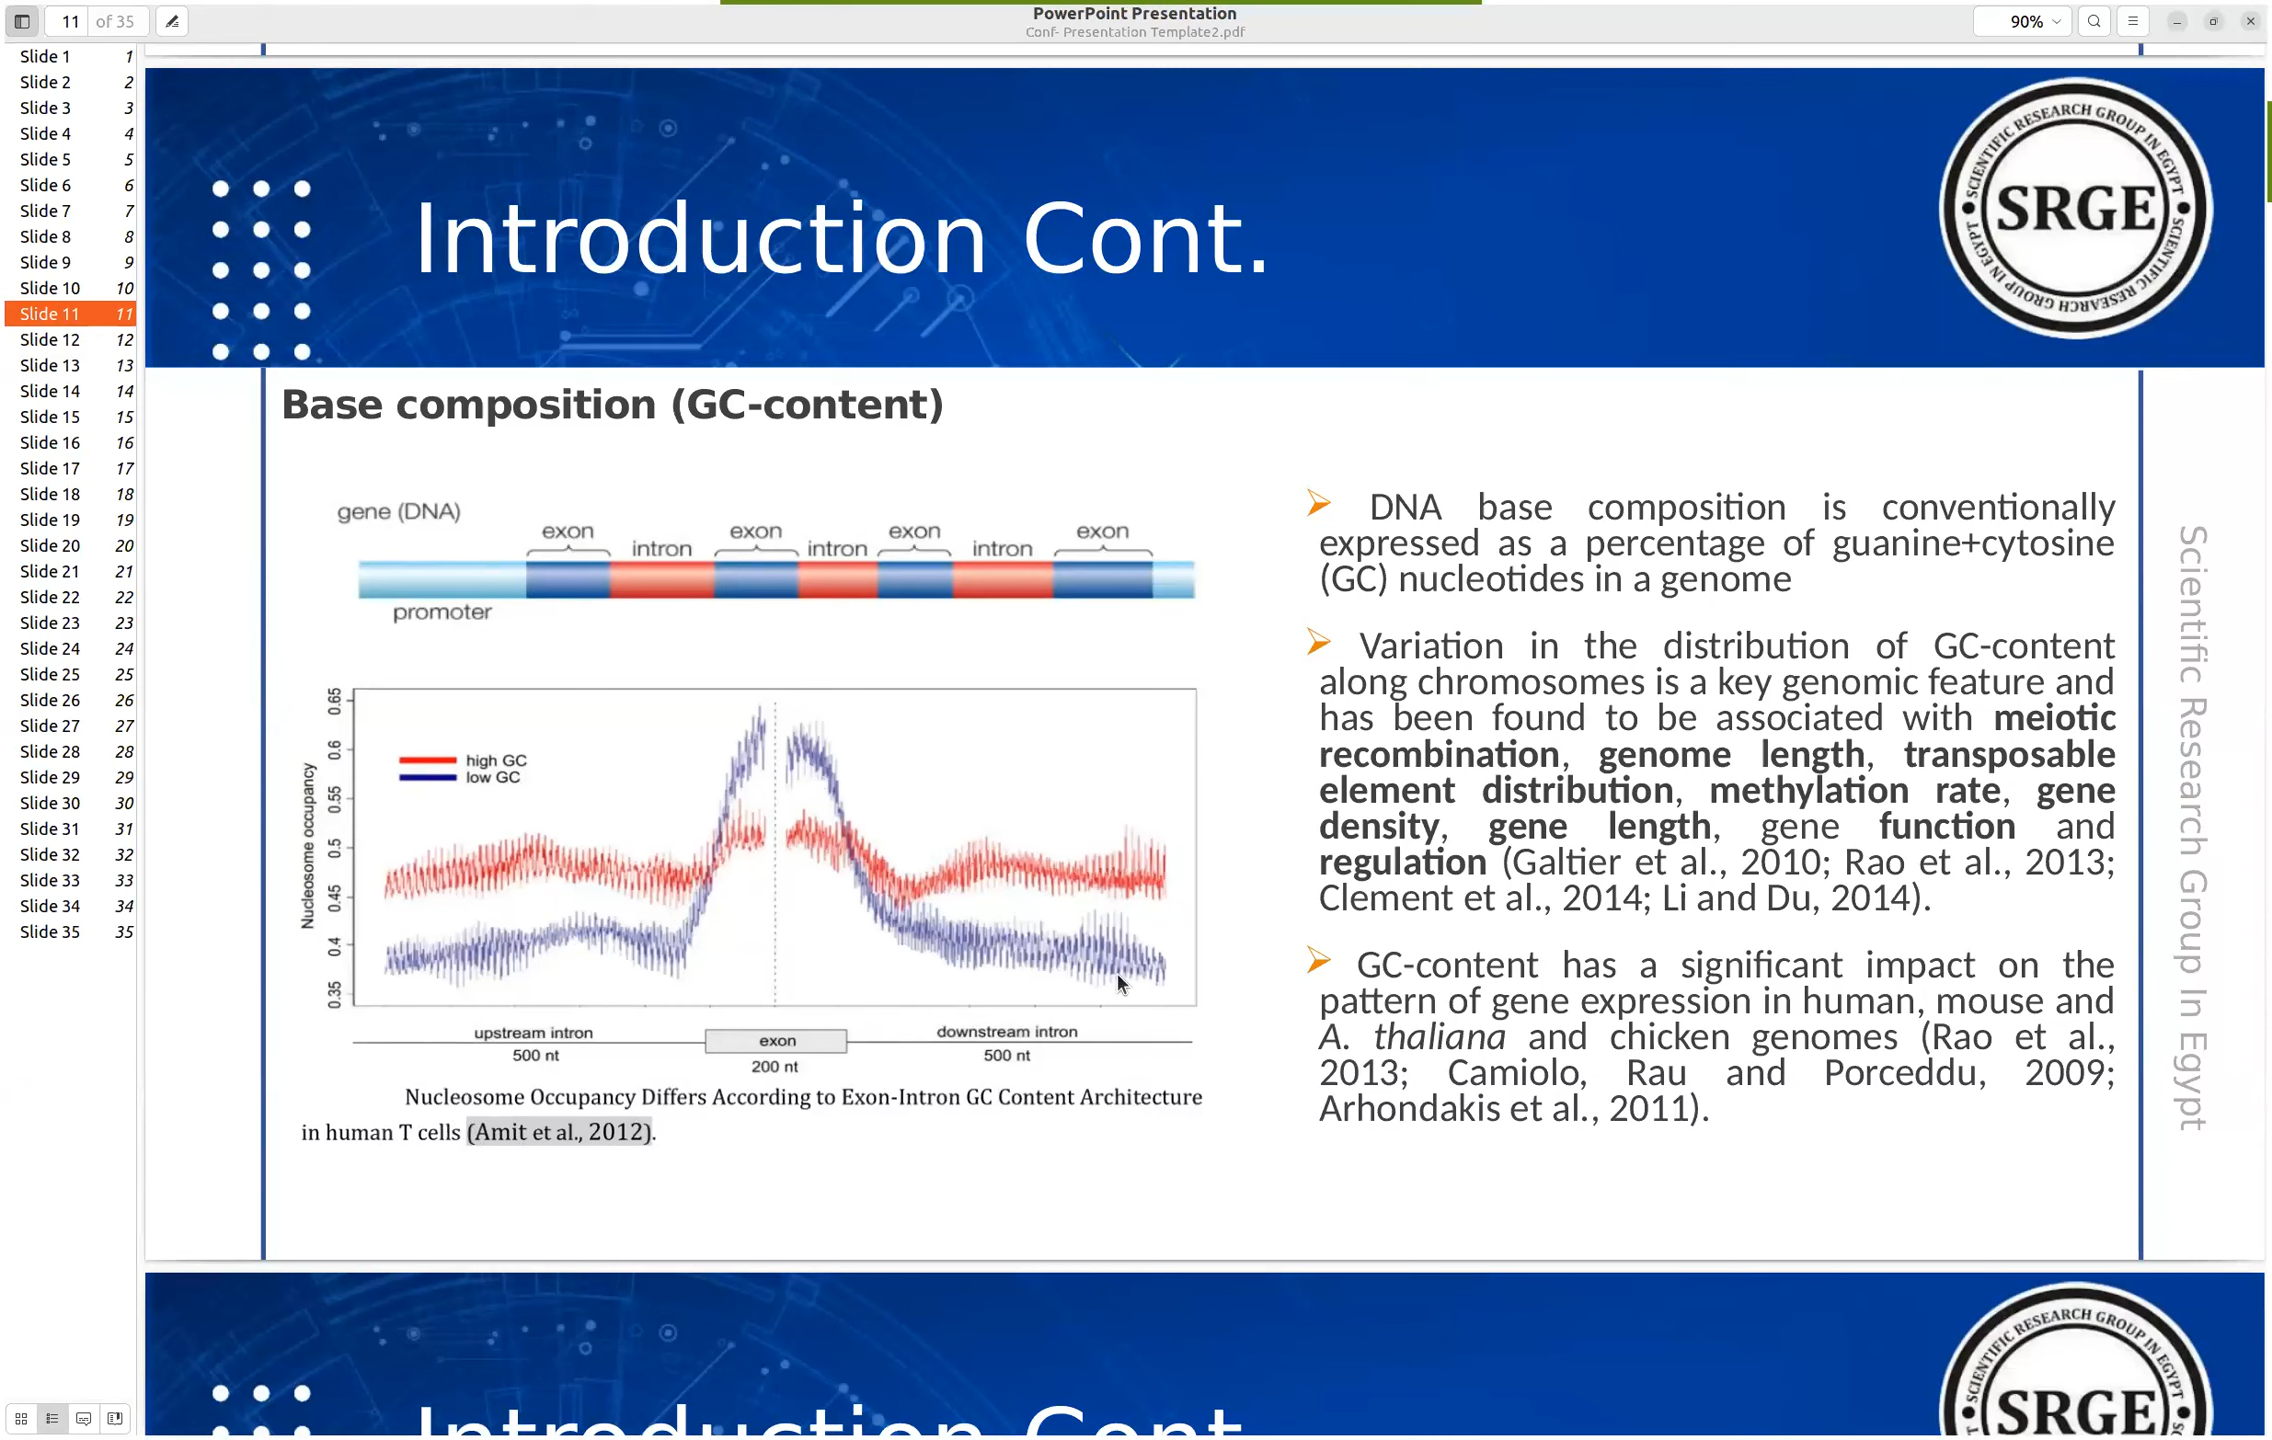 11 of 35
PowerPoint Presentation
Conf- Presentation Template2.pdf
90%
Slide 1 1
Slide 2 2
Slide 3 3
Slide 4 4
Slide 5 5
Slide 6 6
Slide 7 7
Slide 8 8
Slide 9 9
Slide 10 10
Slide 11 11
Slide 12 12
Slide 13 13
Slide 14 14
Slide 15 15
Slide 16 16
Slide 17 17
Slide 18 18
Slide 19 19
Slide 20 20
Slide 21 21
Slide 22 22
Slide 23 23
Slide 24 24
Slide 25 25
Slide 26 26
Slide 27 27
Slide 28 28
Slide 29 29
Slide 30 30
Slide 31 31
Slide 32 32
Slide 33 33
Slide 34 34
Slide 35 35
Introduction Cont.
SCIENTIFIC RESEARCH GROUP IN EGYPT
SRGE
SCIENTIFIC RESEARCH GROUP IN EGYPT
Base composition (GC-content)
gene (DNA)
exon exon exon exon
intron intron intron
promoter
0.65
0.6
0.55
0.5
0.45
0.4
0.35
Nucleosome occupancy
high GC
low GC
upstream intron exon downstream intron
500 nt 200 nt 500 nt
Nucleosome Occupancy Differs According to Exon-Intron GC Content Architecture
in human T cells (Amit et al., 2012).
DNA base composition is conventionally
expressed as a percentage of guanine+cytosine
(GC) nucleotides in a genome
Variation in the distribution of GC-content
along chromosomes is a key genomic feature and
has been found to be associated with meiotic
recombination, genome length, transposable
element distribution, methylation rate, gene
density, gene length, gene function and
regulation (Galtier et al., 2010; Rao et al., 2013;
Clement et al., 2014; Li and Du, 2014).
GC-content has a significant impact on the
pattern of gene expression in human, mouse and
A. thaliana and chicken genomes (Rao et al.,
2013; Camiolo, Rau and Porceddu, 2009;
Arhondakis et al., 2011).
Scientific Research Group In Egypt
Introduction Cont.
SCIENTIFIC RESEARCH GROUP IN EGYPT
SRGE